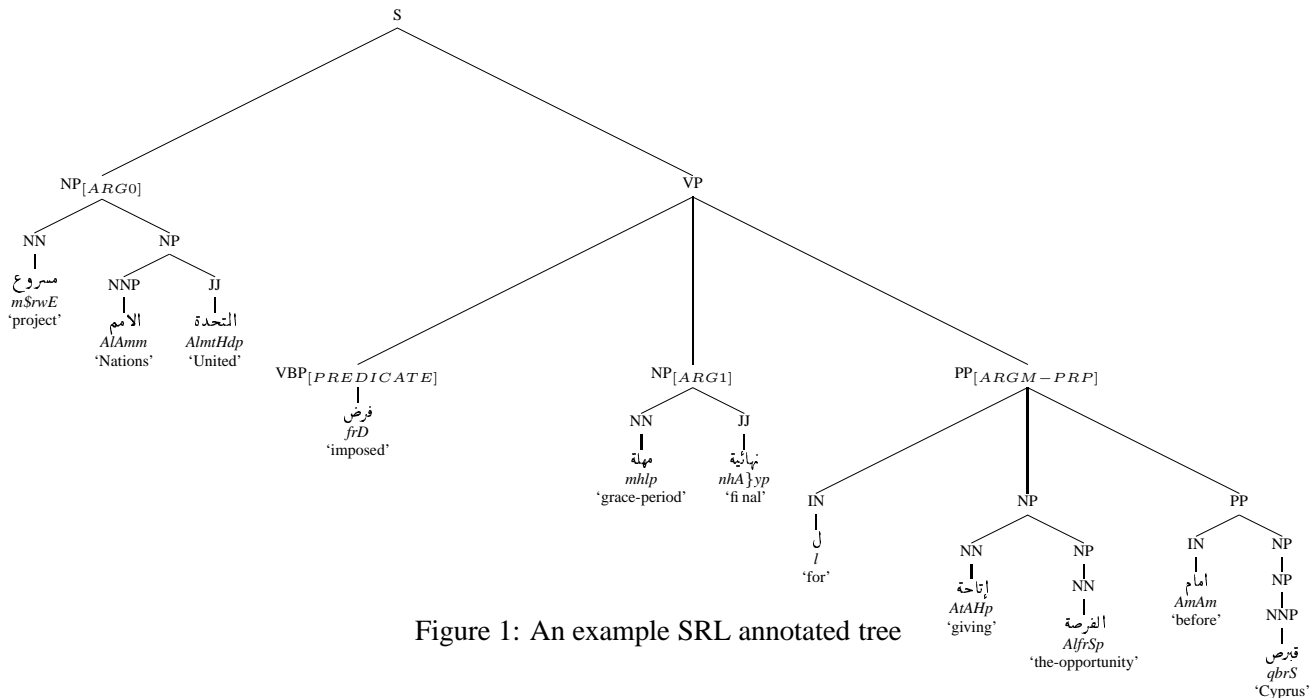 S
NP[ARG0] VP
NN NP
مسروع NNP JJ
m$rwE الامم التحدة
‘project’ AlAmm AlmtHdp
‘Nations’ ‘United’
VBP[PREDICATE] NP[ARG1] PP[ARGM−PRP]
فرض NN JJ
frD مهلة نهائية
‘imposed’ mhlp nhA}yp
‘grace-period’ ‘final’
IN NP PP
ل NN NP IN NP
l إتاحة NN امام NP
‘for’ AtAHp الفرصة AmAm NNP
‘giving’ AlfrSp ‘before’ قبرص
‘the-opportunity’ qbrS
‘Cyprus’
Figure 1: An example SRL annotated tree